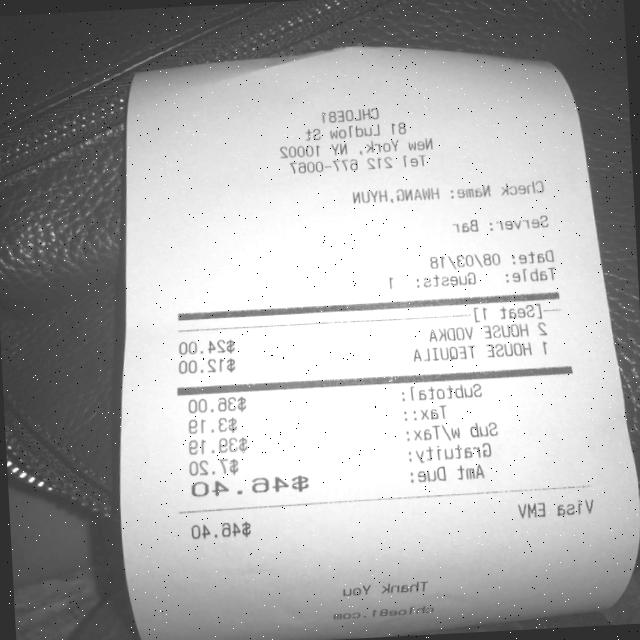 CHLOE81
81 Ludlow St
New York, NY 10002
Tel 212 677-0067
Check Name: HWANG,HYUN
Server: Bar
Date: 08/03/18
Table: Guests: 1
[Seat 1]
2 HOUSE VODKA $24.00
1 HOUSE TEQUILA $12.00
Subtotal: $36.00
Tax:: $3.19
Sub w/Tax: $39.19
Gratuity: $7.20
Amt Due: $46.40
Visa EMV
$46.40
Thank You
chloe81.com